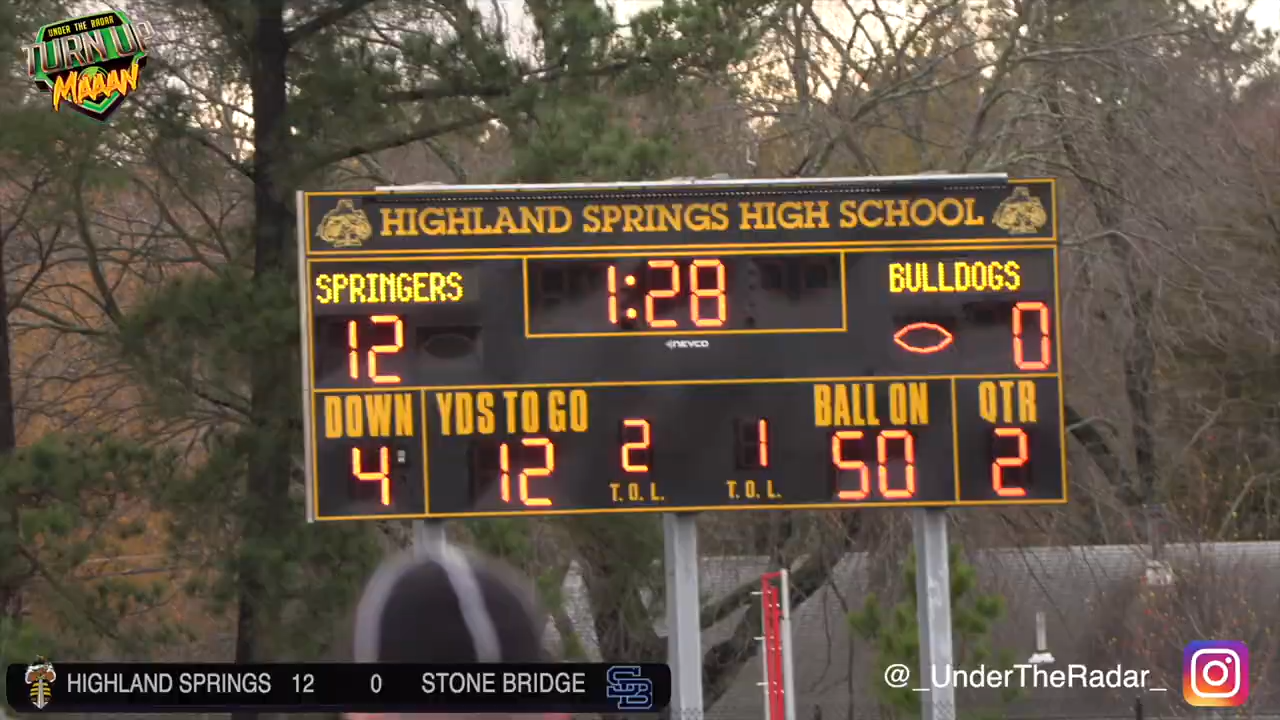 UNDER THE RADAR
TURN UP
MAAAN
HIGHLAND SPRINGS HIGH SCHOOL
SPRINGERS
1:28
BULLDOGS
12
NEVCO
0
DOWN
YDS TO GO
BALL ON
QTR
4
12
2
1
50
2
T.O.L.
T.O.L.
HIGHLAND SPRINGS 12 0 STONE BRIDGE SB
@_UnderTheRadar_